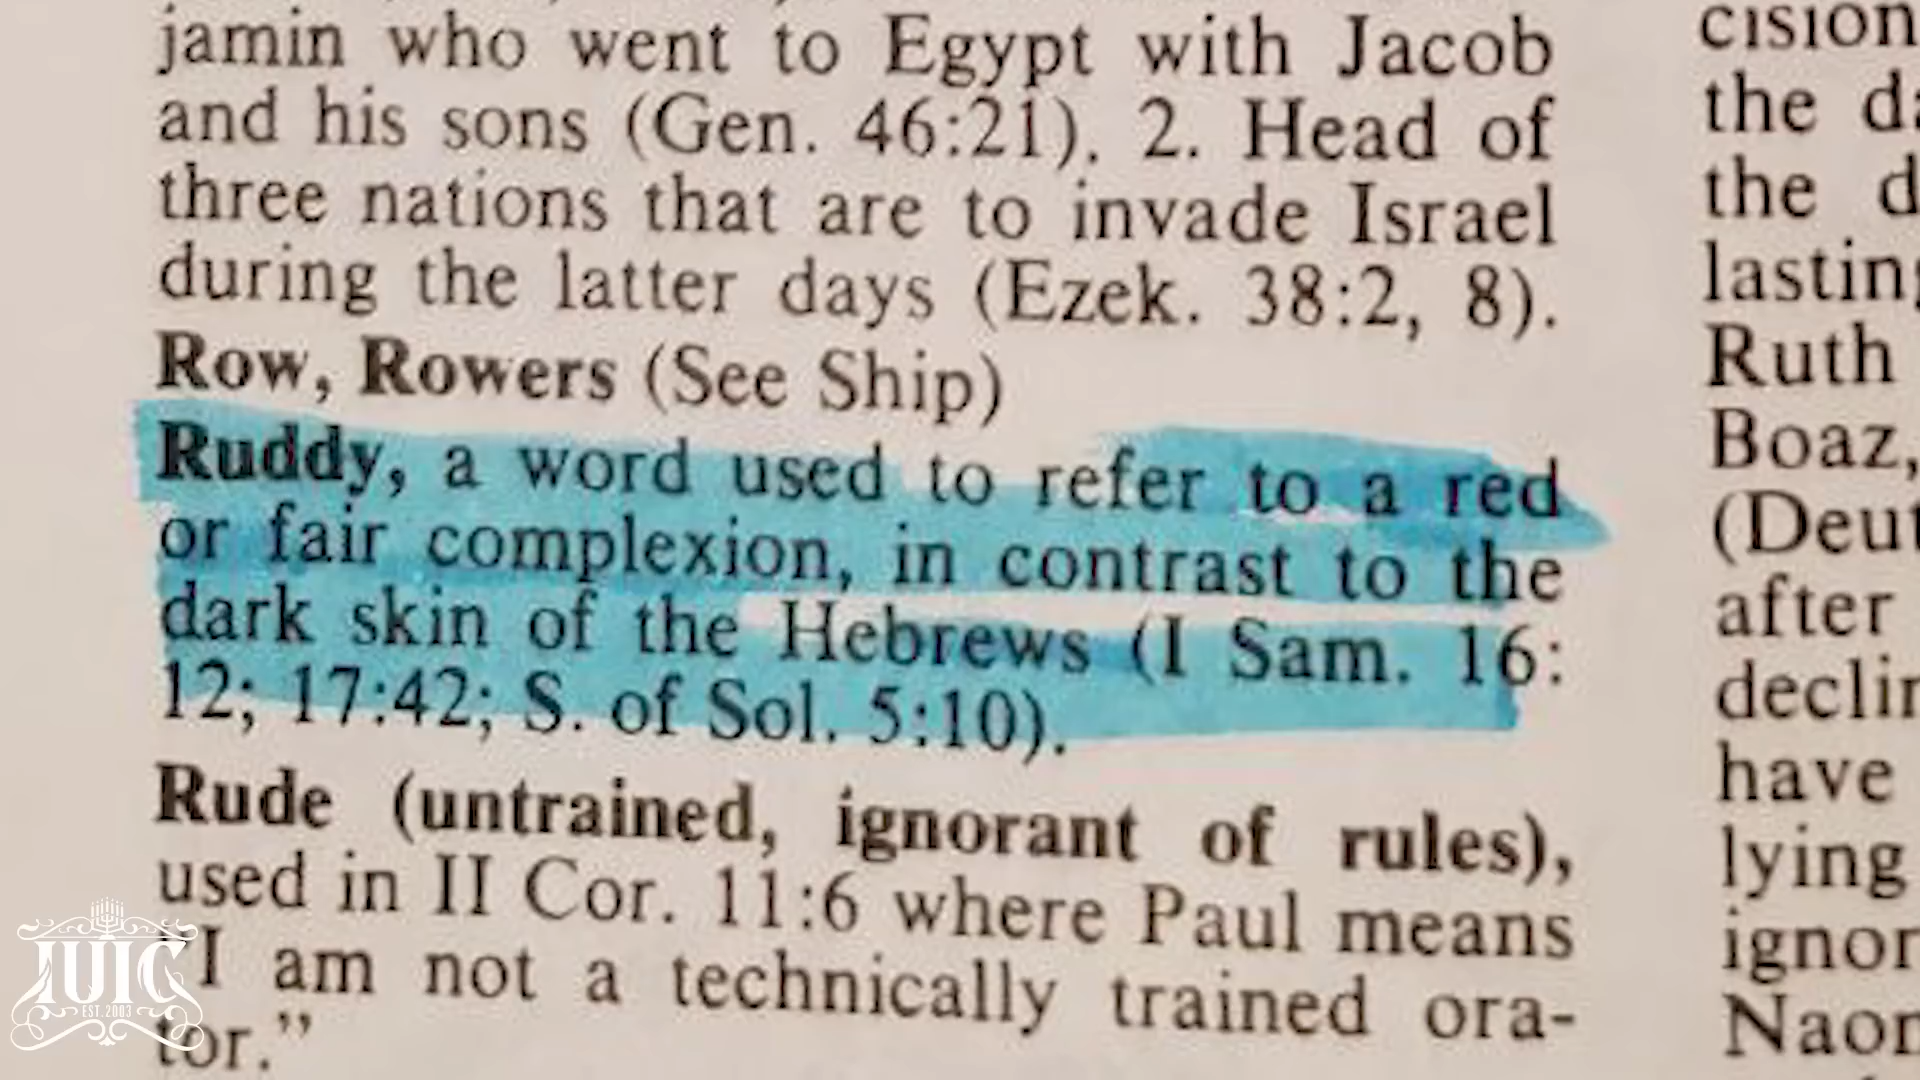 jamin who went to Egypt with Jacob
and his sons (Gen. 46:21). 2. Head of
three nations that are to invade Israel
during the latter days (Ezek. 38:2, 8).
Row, Rowers (See Ship)
Ruddy, a word used to refer to a red
or fair complexion, in contrast to the
dark skin of the Hebrews (I Sam. 16:
12; 17:42; S. of Sol. 5:10).
Rude (untrained, ignorant of rules),
used in II Cor. 11:6 where Paul means
"I am not a technically trained ora-
tor.”
cision
the
the
Ruth
Boaz,
after
have
lying
IUIC
EST. 2003